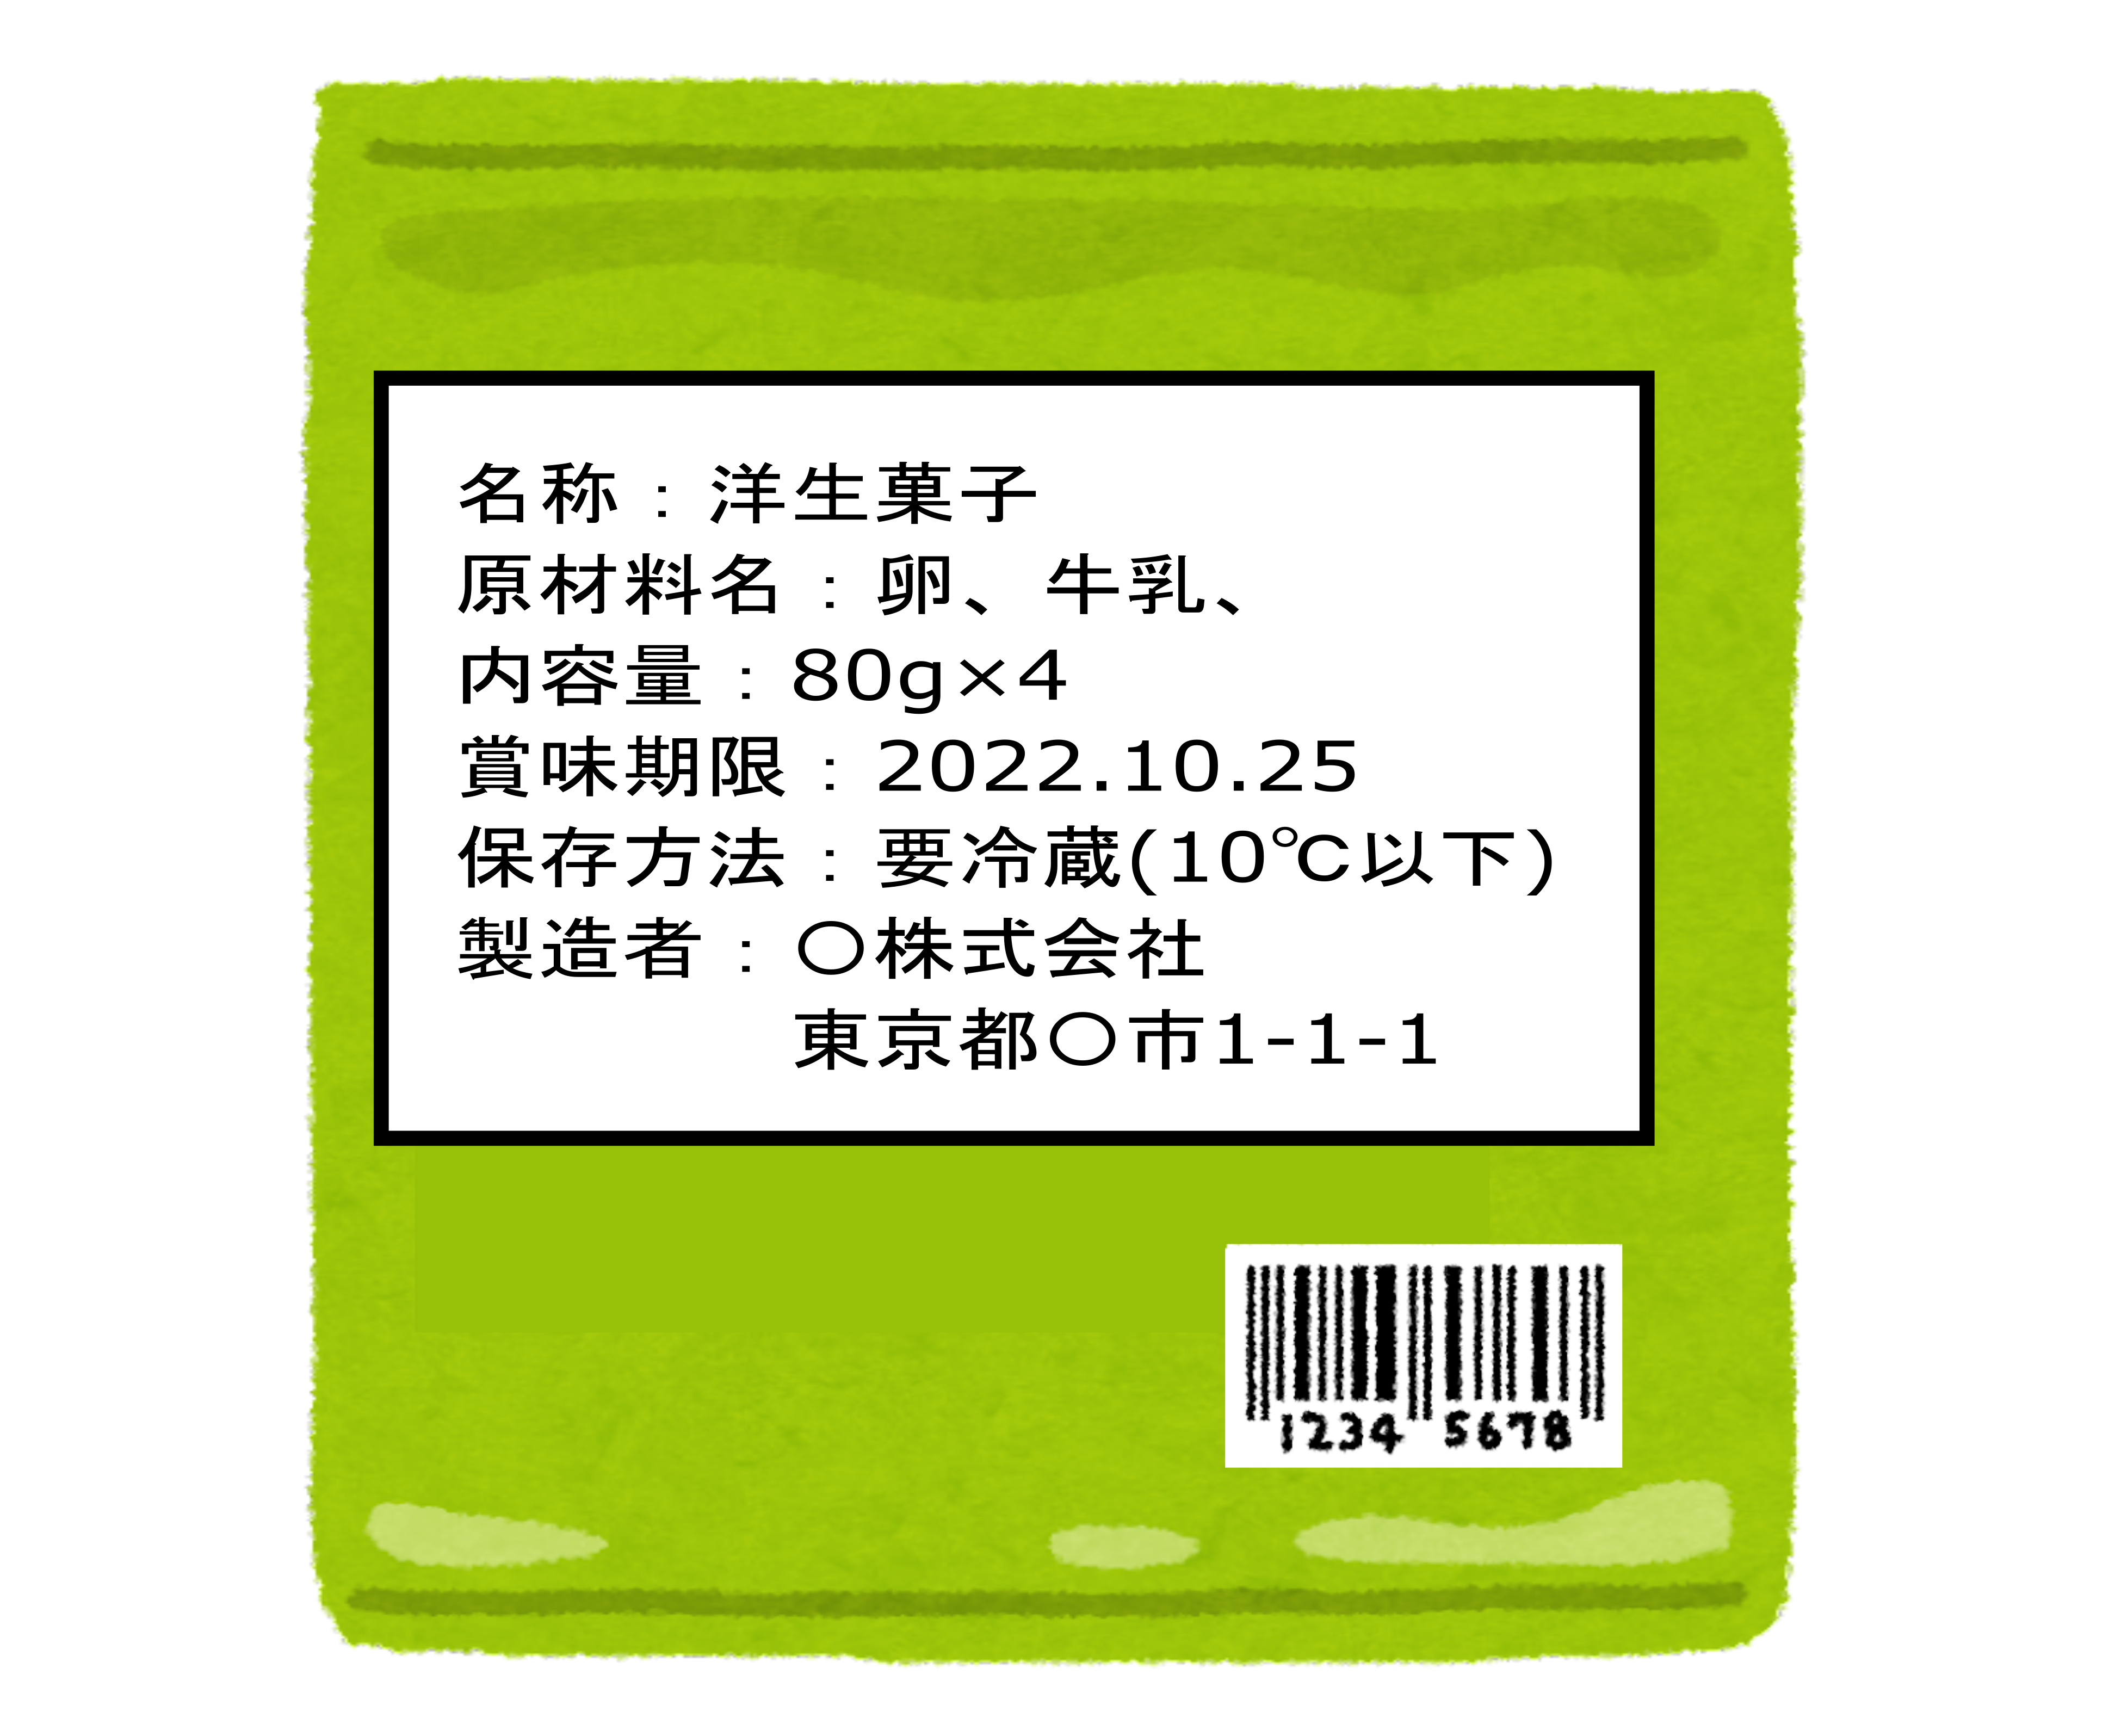 名称：洋生菓子
原材料名：卵、牛乳、
内容量：80g×4
賞味期限：2022.10.25
保存方法：要冷蔵(10℃以下)
製造者：〇株式会社
東京都〇市1-1-1
1234 5678